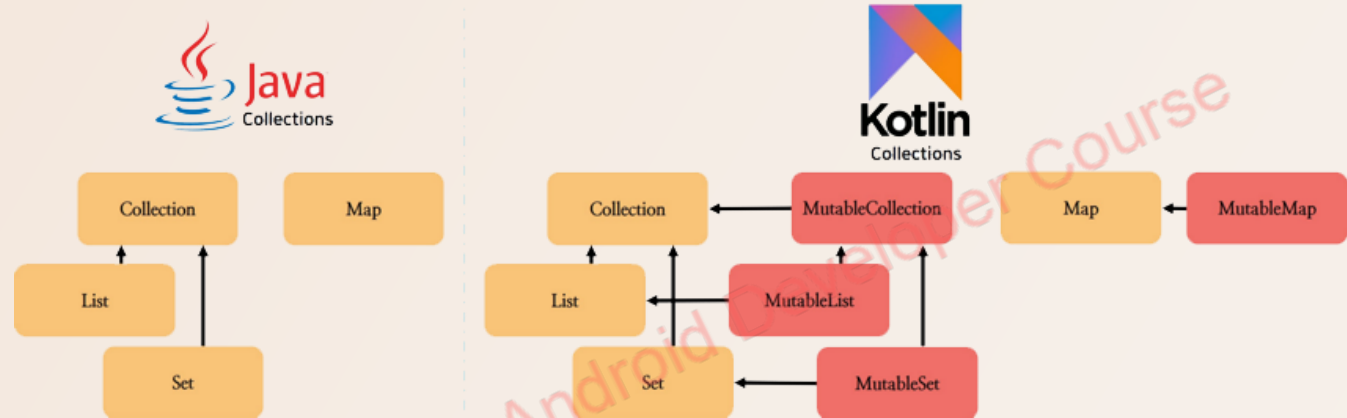 Java
Collections
Collection
Map
List
Set
Kotlin
Collections
Collection
MutableCollection
Map
MutableMap
List
MutableList
Set
MutableSet
Android Developer Course